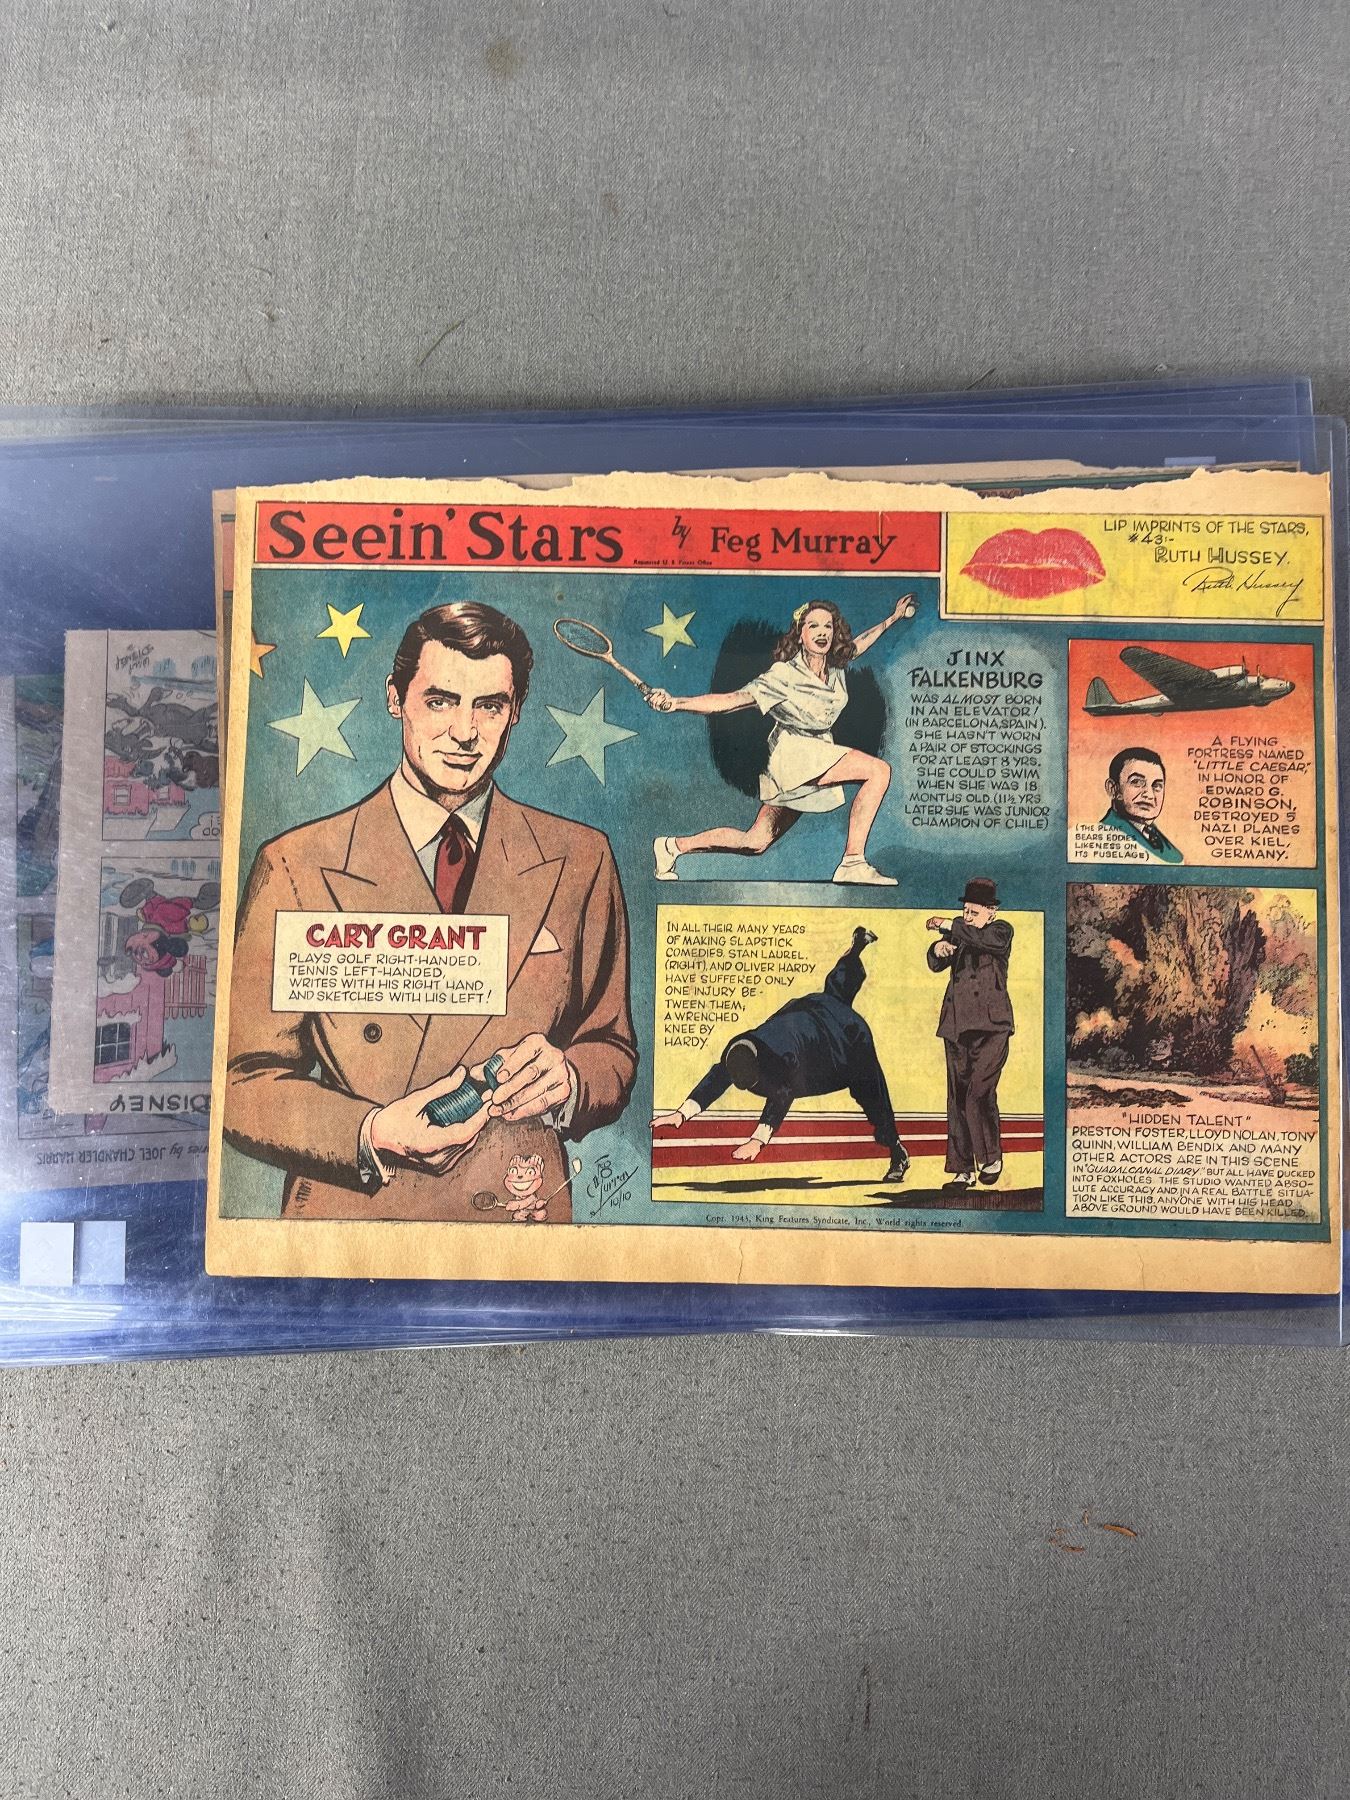 Seein' Stars by Feg Murray
Registered U. S. Patent Office
LIP IMPRINTS OF THE STARS,
#43:-
RUTH HUSSEY.
Ruth Hussey
JINX
FALKENBURG
WAS ALMOST BORN
IN AN ELEVATOR!
(IN BARCELONA, SPAIN).
SHE HASN'T WORN
A PAIR OF STOCKINGS
FOR AT LEAST 8 YRS.
SHE COULD SWIM
WHEN SHE WAS 18
MONTHS OLD. (11½ YRS
LATER SHE WAS JUNIOR
CHAMPION OF CHILE)
A FLYING
FORTRESS NAMED
"LITTLE CAESAR,"
IN HONOR OF
EDWARD G.
ROBINSON,
DESTROYED 5
NAZI PLANES
OVER KIEL,
GERMANY.
(THE PLANE
BEARS EDDIE'S
LIKENESS ON
ITS FUSELAGE)
CARY GRANT
PLAYS GOLF RIGHT-HANDED,
TENNIS LEFT-HANDED,
WRITES WITH HIS RIGHT HAND
AND SKETCHES WITH HIS LEFT!
IN ALL THEIR MANY YEARS
OF MAKING SLAPSTICK
COMEDIES, STAN LAUREL,
(RIGHT), AND OLIVER HARDY
HAVE SUFFERED ONLY
ONE INJURY BE-
TWEEN THEM,
A WRENCHED
KNEE BY
HARDY.
"HIDDEN TALENT"
PRESTON FOSTER, LLOYD NOLAN, TONY
QUINN, WILLIAM BENDIX AND MANY
OTHER ACTORS ARE IN THIS SCENE
IN "GUADALCANAL DIARY," BUT ALL HAVE DUCKED
INTO FOXHOLES. THE STUDIO WANTED ABSO-
LUTE ACCURACY AND IN A REAL BATTLE SITUA-
TION LIKE THIS, ANYONE WITH HIS HEAD
ABOVE GROUND WOULD HAVE BEEN KILLED.
FEG
Murray
10/10
Copr. 1943, King Features Syndicate, Inc., World rights reserved.
DISNEY
by JOEL CHANDLER HARRIS